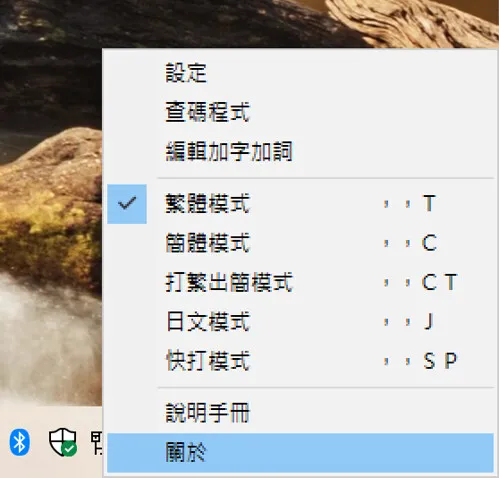 設定
查碼程式
編輯加字加詞
繁體模式 ，，T
簡體模式 ，，C
打繁出簡模式 ，，CT
日文模式 ，，J
快打模式 ，，SP
說明手冊
關於